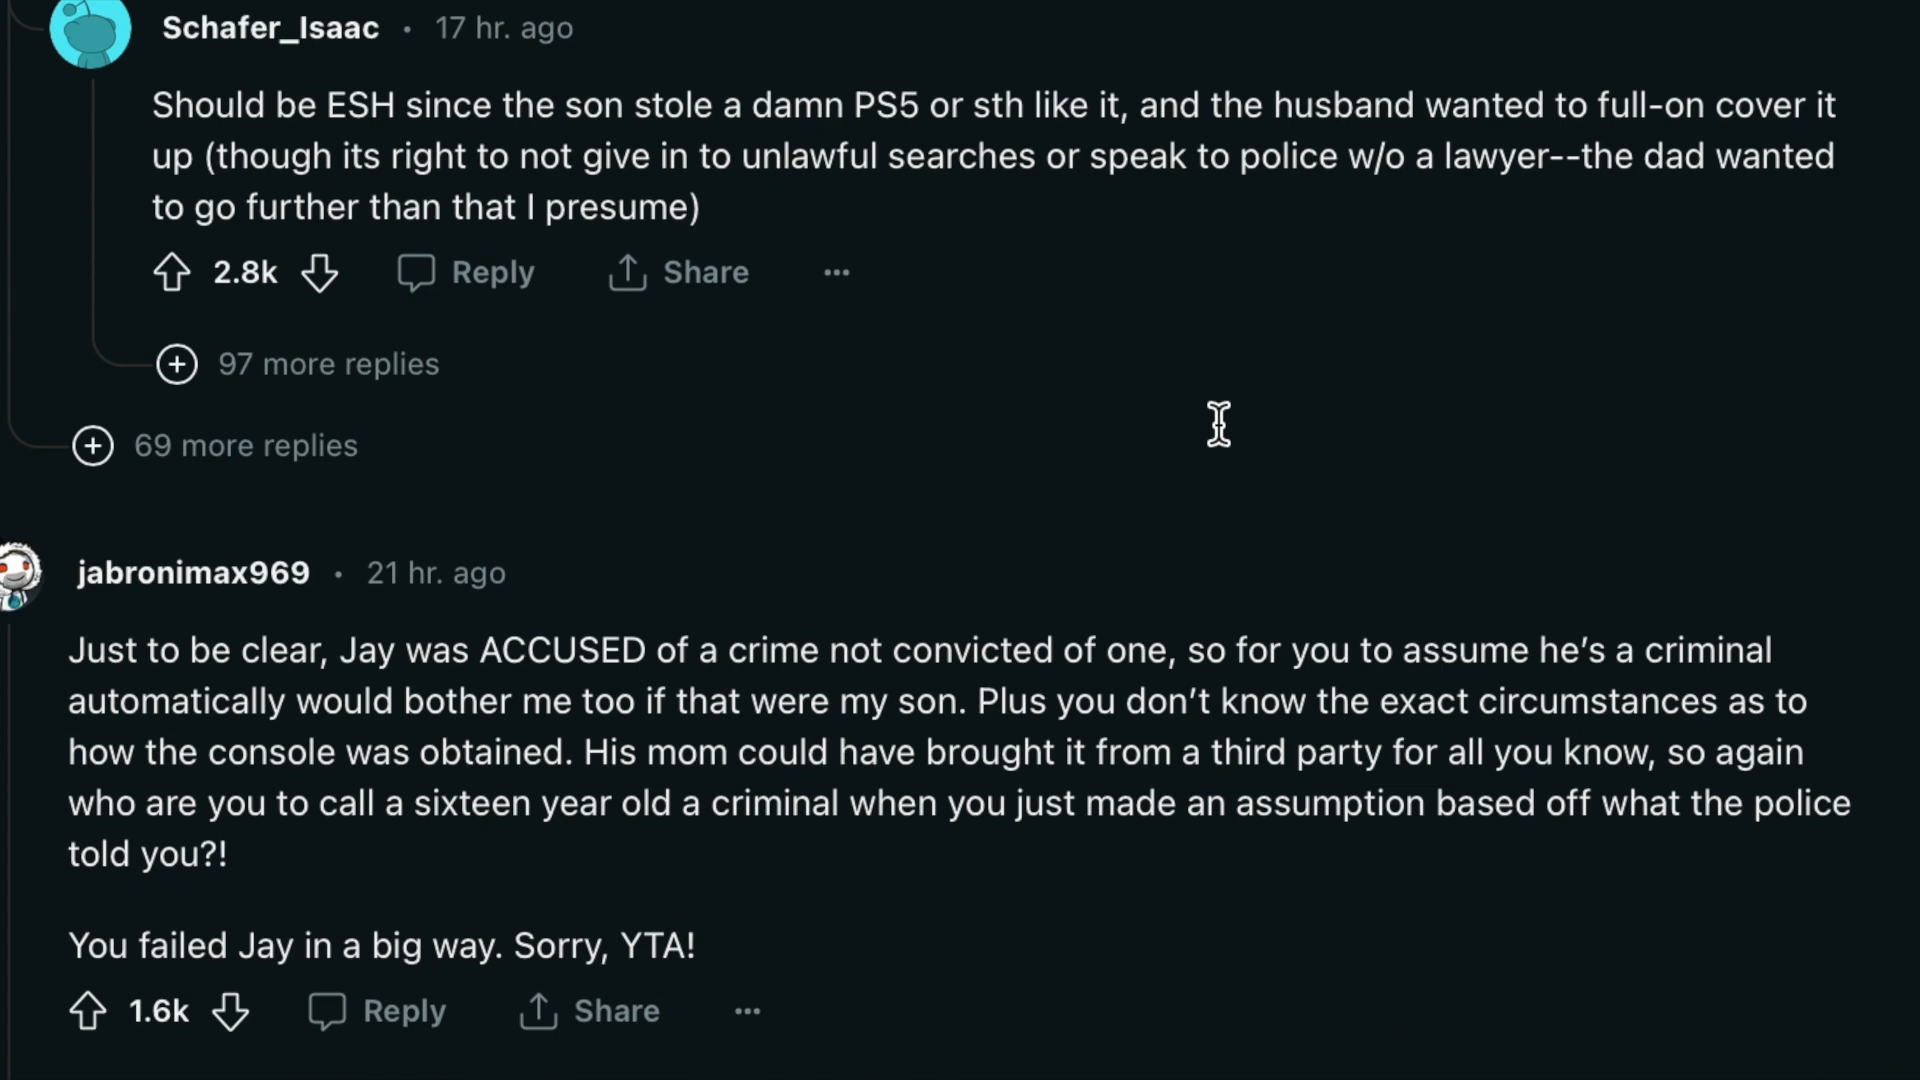 Schafer_Isaac • 17 hr. ago
Should be ESH since the son stole a damn PS5 or sth like it, and the husband wanted to full-on cover it
up (though its right to not give in to unlawful searches or speak to police w/o a lawyer--the dad wanted
to go further than that I presume)
2.8k Reply Share ...
97 more replies
69 more replies
jabronimax969 • 21 hr. ago
Just to be clear, Jay was ACCUSED of a crime not convicted of one, so for you to assume he's a criminal
automatically would bother me too if that were my son. Plus you don't know the exact circumstances as to
how the console was obtained. His mom could have brought it from a third party for all you know, so again
who are you to call a sixteen year old a criminal when you just made an assumption based off what the police
told you?!
You failed Jay in a big way. Sorry, YTA!
1.6k Reply Share ...